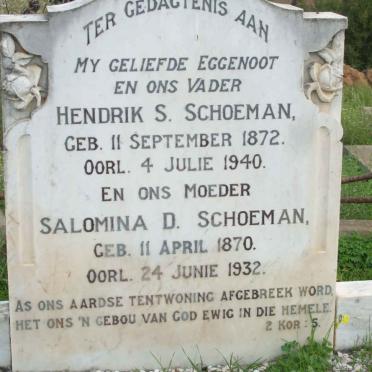 TER GEDAGTENIS AAN
MY GELIEFDE EGGENOOT
EN ONS VADER
HENDRIK S. SCHOEMAN,
GEB. 11 SEPTEMBER 1872.
OORL. 4 JULIE 1940.
EN ONS MOEDER
SALOMINA D. SCHOEMAN,
GEB. 11 APRIL 1870.
OORL. 24 JUNIE 1932.
AS ONS AARDSE TENTWONING AFGEBREEK WORD,
HET ONS 'N GEBOU VAN GOD EWIG IN DIE HEMELE.
2 KOR: 5.